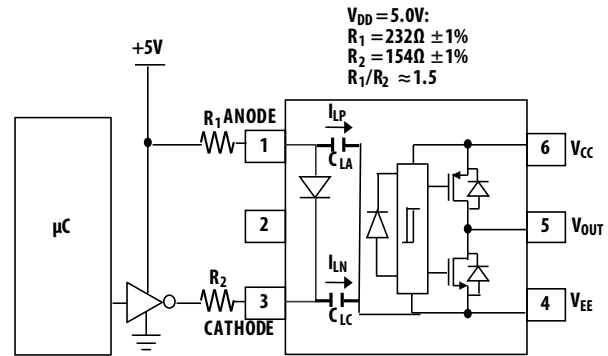 V_DD = 5.0V:
R_1 = 232Ω ±1%
R_2 = 154Ω ±1%
R_1/R_2 ≈ 1.5
+5V
R_1 ANODE
1
I_LP
C_LA
6
V_CC
2
5
V_OUT
µC
R_2
3
CATHODE
I_LN
C_LC
4
V_EE